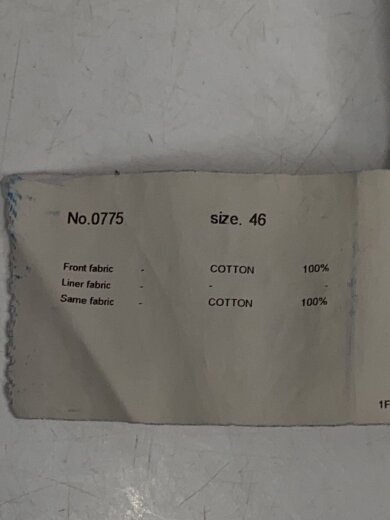 No.0775 size. 46
Front fabric - COTTON 100%
Liner fabric - - -
Same fabric - COTTON 100%
1F